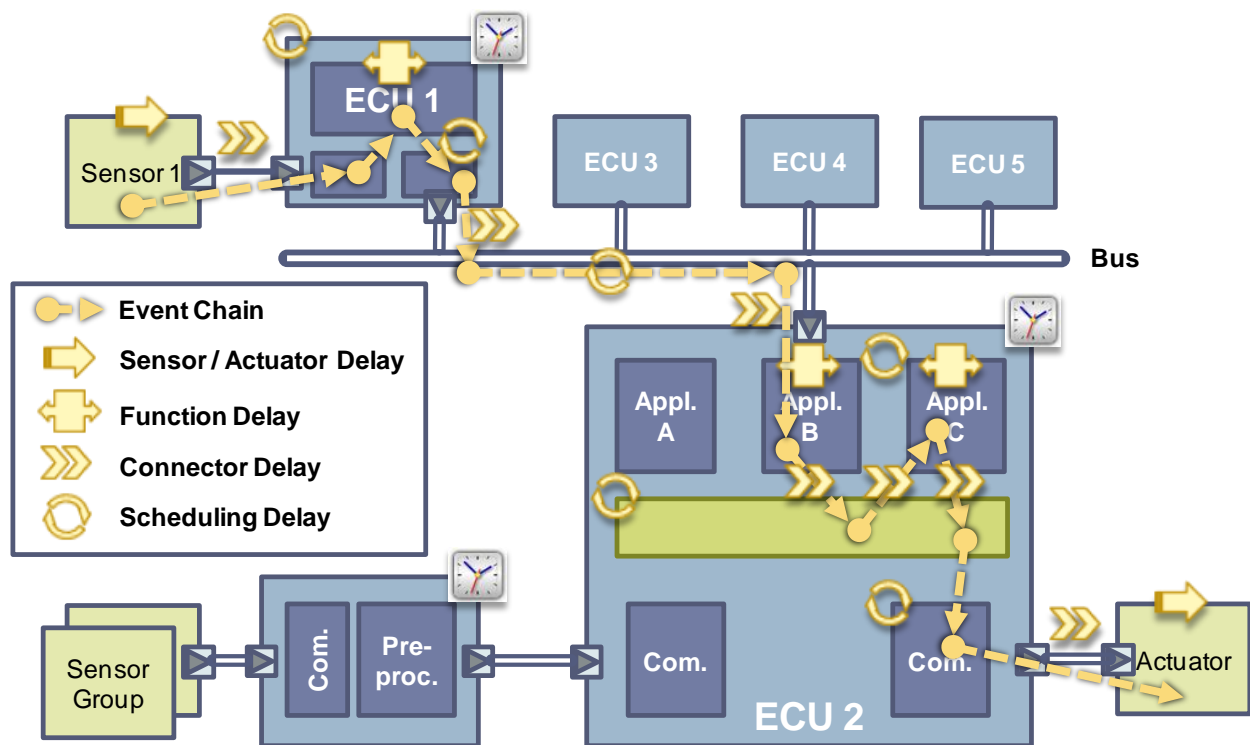 ECU 1
Sensor 1
ECU 3
ECU 4
ECU 5
Bus
Event Chain
Sensor / Actuator Delay
Function Delay
Connector Delay
Scheduling Delay
Appl.
A
Appl.
B
Appl.
C
Sensor
Group
Com.
Pre-
proc.
Com.
Com.
ECU 2
Actuator